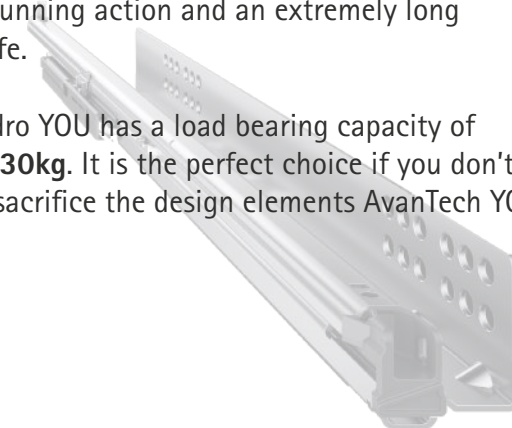 unning action and an extremely long
fe.
dro YOU has a load bearing capacity of
30kg. It is the perfect choice if you don't
sacrifice the design elements AvanTech YO